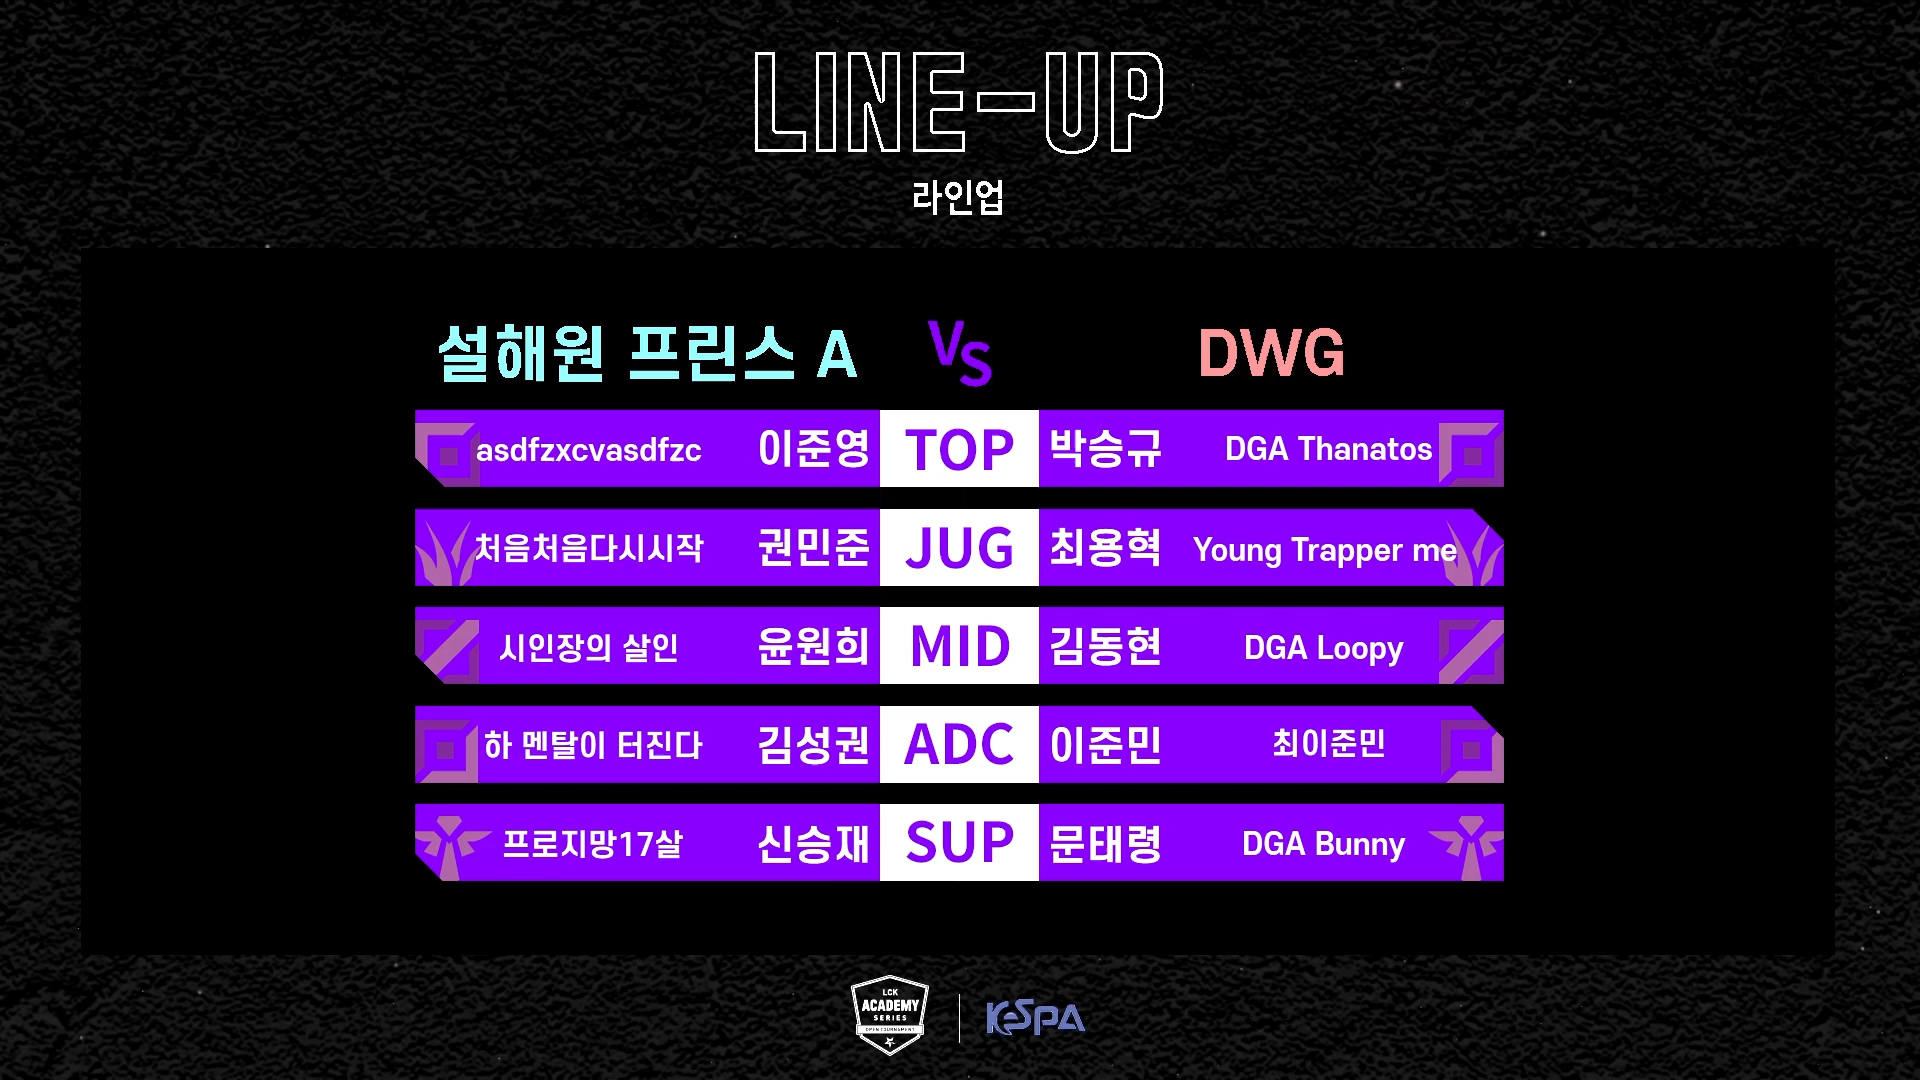 LINE-UP
라인업
설해원 프린스 A VS DWG
asdfzxcvasdfzc 이준영 TOP 박승규 DGA Thanatos
처음처음다시시작 권민준 JUG 최용혁 Young Trapper me
시인장의 살인 윤원희 MID 김동현 DGA Loopy
하 멘탈이 터진다 김성권 ADC 이준민 최이준민
프로지망17살 신승재 SUP 문태령 DGA Bunny
LCK
ACADEMY
SERIES
OPEN TOURNAMENT
KeSPA